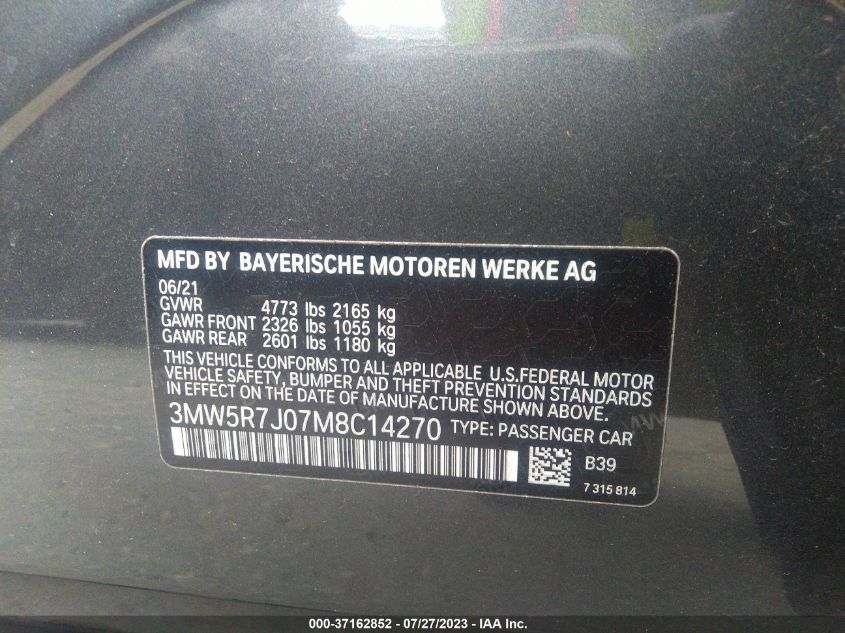 MFD BY BAYERISCHE MOTOREN WERKE AG
06/21
GVWR 4773 lbs 2165 kg
GAWR FRONT 2326 lbs 1055 kg
GAWR REAR 2601 lbs 1180 kg
THIS VEHICLE CONFORMS TO ALL APPLICABLE U.S.FEDERAL MOTOR
VEHICLE SAFETY, BUMPER AND THEFT PREVENTION STANDARDS
IN EFFECT ON THE DATE OF MANUFACTURE SHOWN ABOVE.
3MW5R7J07M8C14270 TYPE: PASSENGER CAR
B39
7 315 814
000-37162852 - 07/27/2023 - IAA Inc.